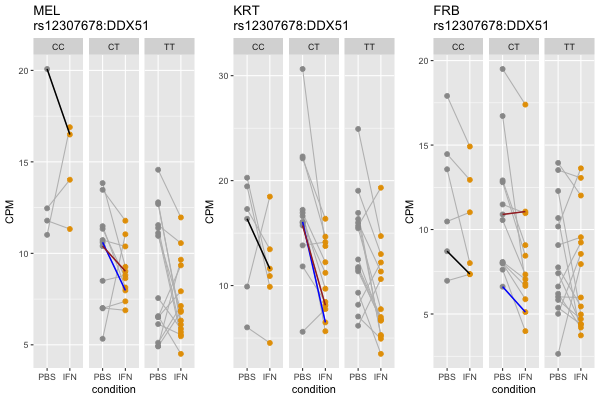 MEL
rs12307678:DDX51
CC
CT
TT
CPM
20
15
10
5
PBS IFN
PBS IFN
PBS IFN
condition
KRT
rs12307678:DDX51
CC
CT
TT
CPM
30
20
10
PBS IFN
PBS IFN
PBS IFN
condition
FRB
rs12307678:DDX51
CC
CT
TT
CPM
20
15
10
5
PBS IFN
PBS IFN
PBS IFN
condition